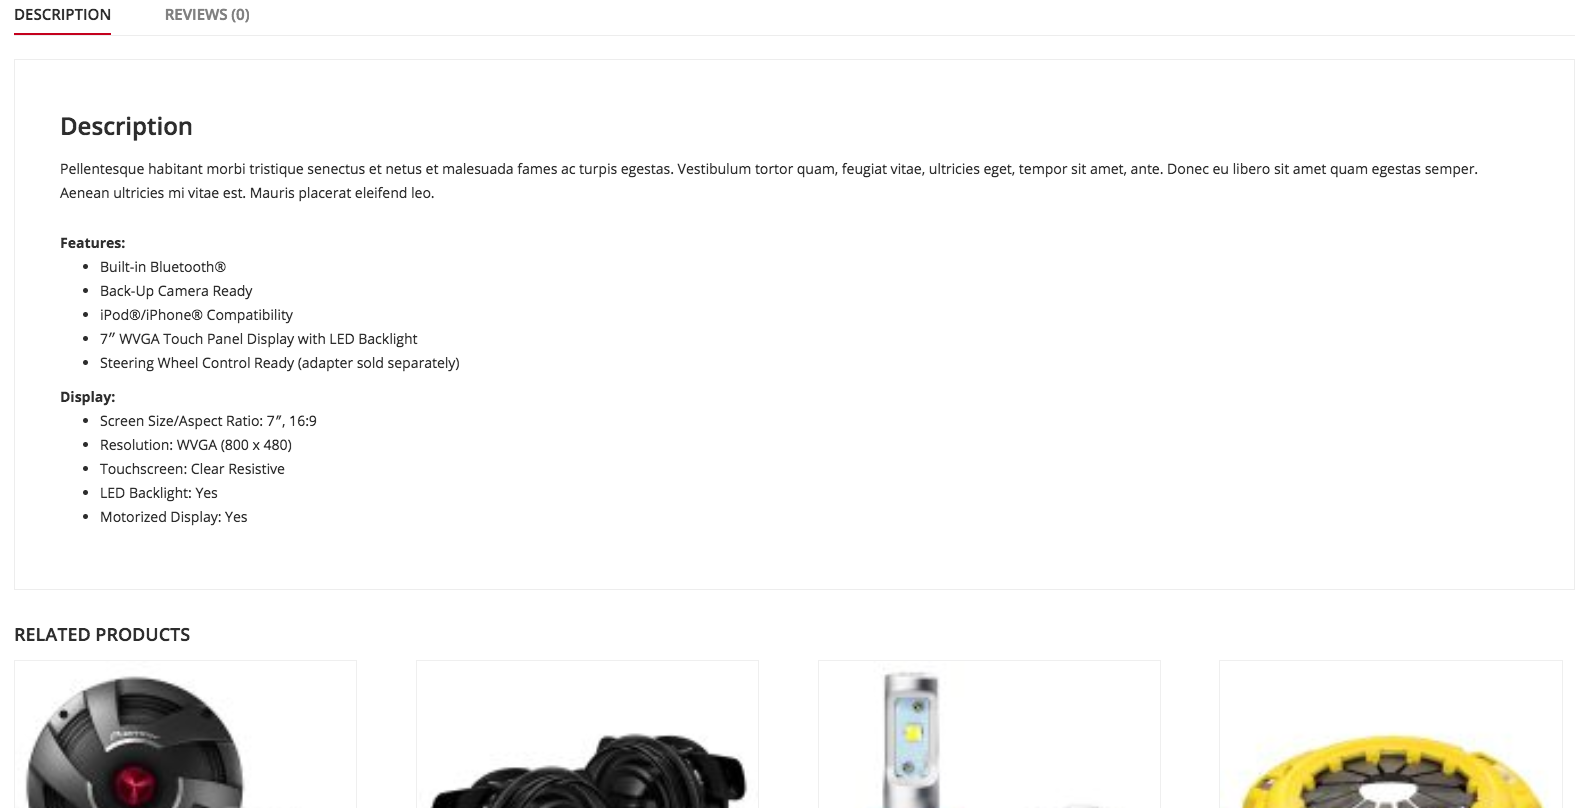 DESCRIPTION REVIEWS (0)
Description
Pellentesque habitant morbi tristique senectus et netus et malesuada fames ac turpis egestas. Vestibulum tortor quam, feugiat vitae, ultricies eget, tempor sit amet, ante. Donec eu libero sit amet quam egestas semper.
Aenean ultricies mi vitae est. Mauris placerat eleifend leo.
Features:
• Built-in Bluetooth®
• Back-Up Camera Ready
• iPod®/iPhone® Compatibility
• 7″ WVGA Touch Panel Display with LED Backlight
• Steering Wheel Control Ready (adapter sold separately)
Display:
• Screen Size/Aspect Ratio: 7″, 16:9
• Resolution: WVGA (800 x 480)
• Touchscreen: Clear Resistive
• LED Backlight: Yes
• Motorized Display: Yes
RELATED PRODUCTS